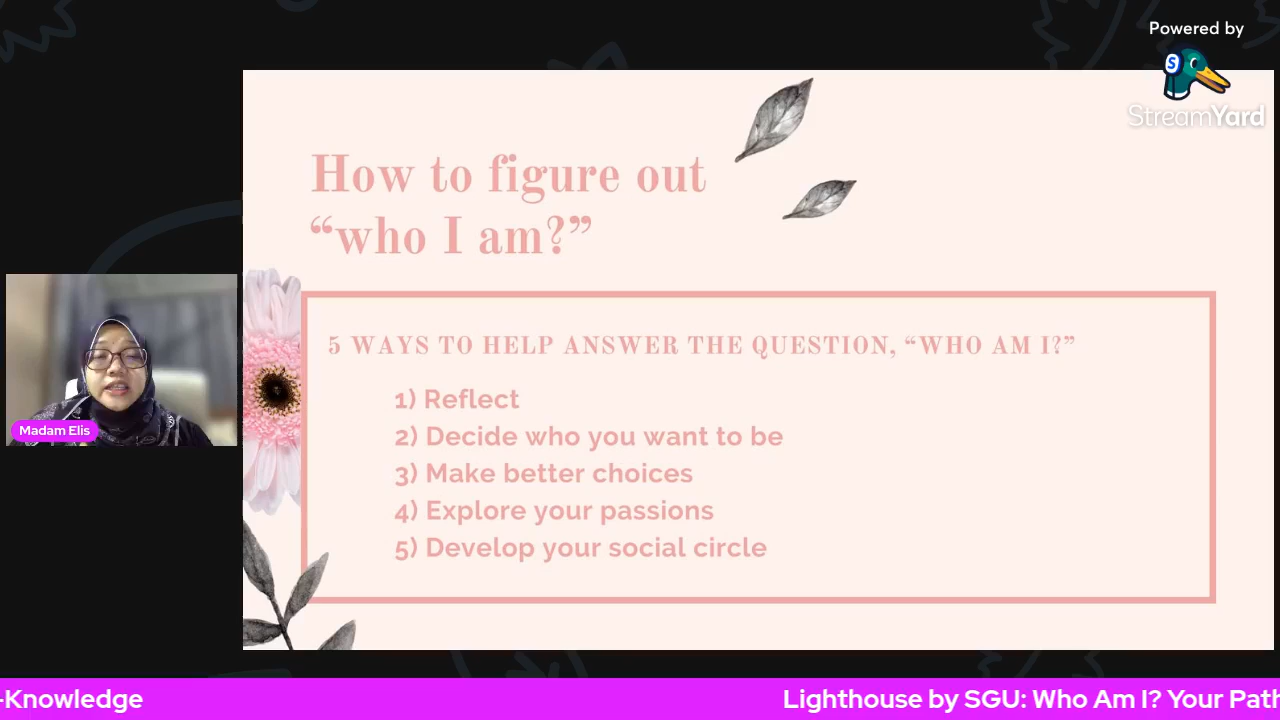 Powered by
S
StreamYard
How to figure out
“who I am?”
5 WAYS TO HELP ANSWER THE QUESTION, “WHO AM I?”
1) Reflect
2) Decide who you want to be
3) Make better choices
4) Explore your passions
5) Develop your social circle
Madam Elis
-Knowledge
Lighthouse by SGU: Who Am I? Your Path